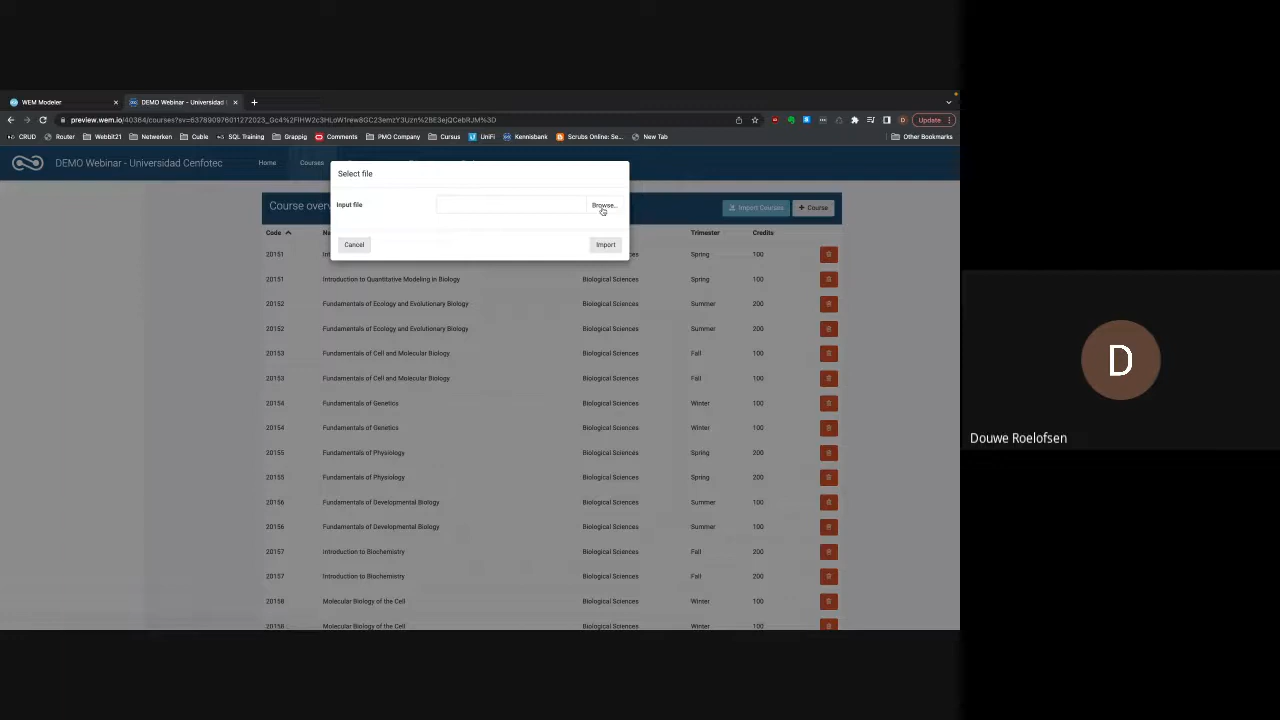 WEM Modeler
DEMO Webinar - Universidad
preview.wem.io/40364/courses?sv=637890976011272023_Gc4%2FiHW2c3HLoW1rew8GC23emzY3Uzn%2BE3ejQCebRJM%3D
Update
CRUD
Router
Webbit21
Netwerken
Cuble
SQL Training
Grappig
Comments
PMO Company
Cursus
UniFi
Kennisbank
Scrubs Online: Se...
New Tab
Other Bookmarks
DEMO Webinar - Universidad Cenfotec
Home
Courses
Select file
Input file
Browse...
Cancel
Import
Course over
Import Courses
+ Course
Code
Trimester
Credits
20151
Spring
100
20151 Introduction to Quantitative Modeling in Biology Biological Sciences Spring 100
20152 Fundamentals of Ecology and Evolutionary Biology Biological Sciences Summer 200
20152 Fundamentals of Ecology and Evolutionary Biology Biological Sciences Summer 200
20153 Fundamentals of Cell and Molecular Biology Biological Sciences Fall 100
20153 Fundamentals of Cell and Molecular Biology Biological Sciences Fall 100
20154 Fundamentals of Genetics Biological Sciences Winter 100
20154 Fundamentals of Genetics Biological Sciences Winter 100
20155 Fundamentals of Physiology Biological Sciences Spring 200
20155 Fundamentals of Physiology Biological Sciences Spring 200
20156 Fundamentals of Developmental Biology Biological Sciences Summer 100
20156 Fundamentals of Developmental Biology Biological Sciences Summer 100
20157 Introduction to Biochemistry Biological Sciences Fall 200
20157 Introduction to Biochemistry Biological Sciences Fall 200
20158 Molecular Biology of the Cell Biological Sciences Winter 100
20158 Molecular Biology of the Cell Biological Sciences Winter 100
D
Douwe Roelofsen